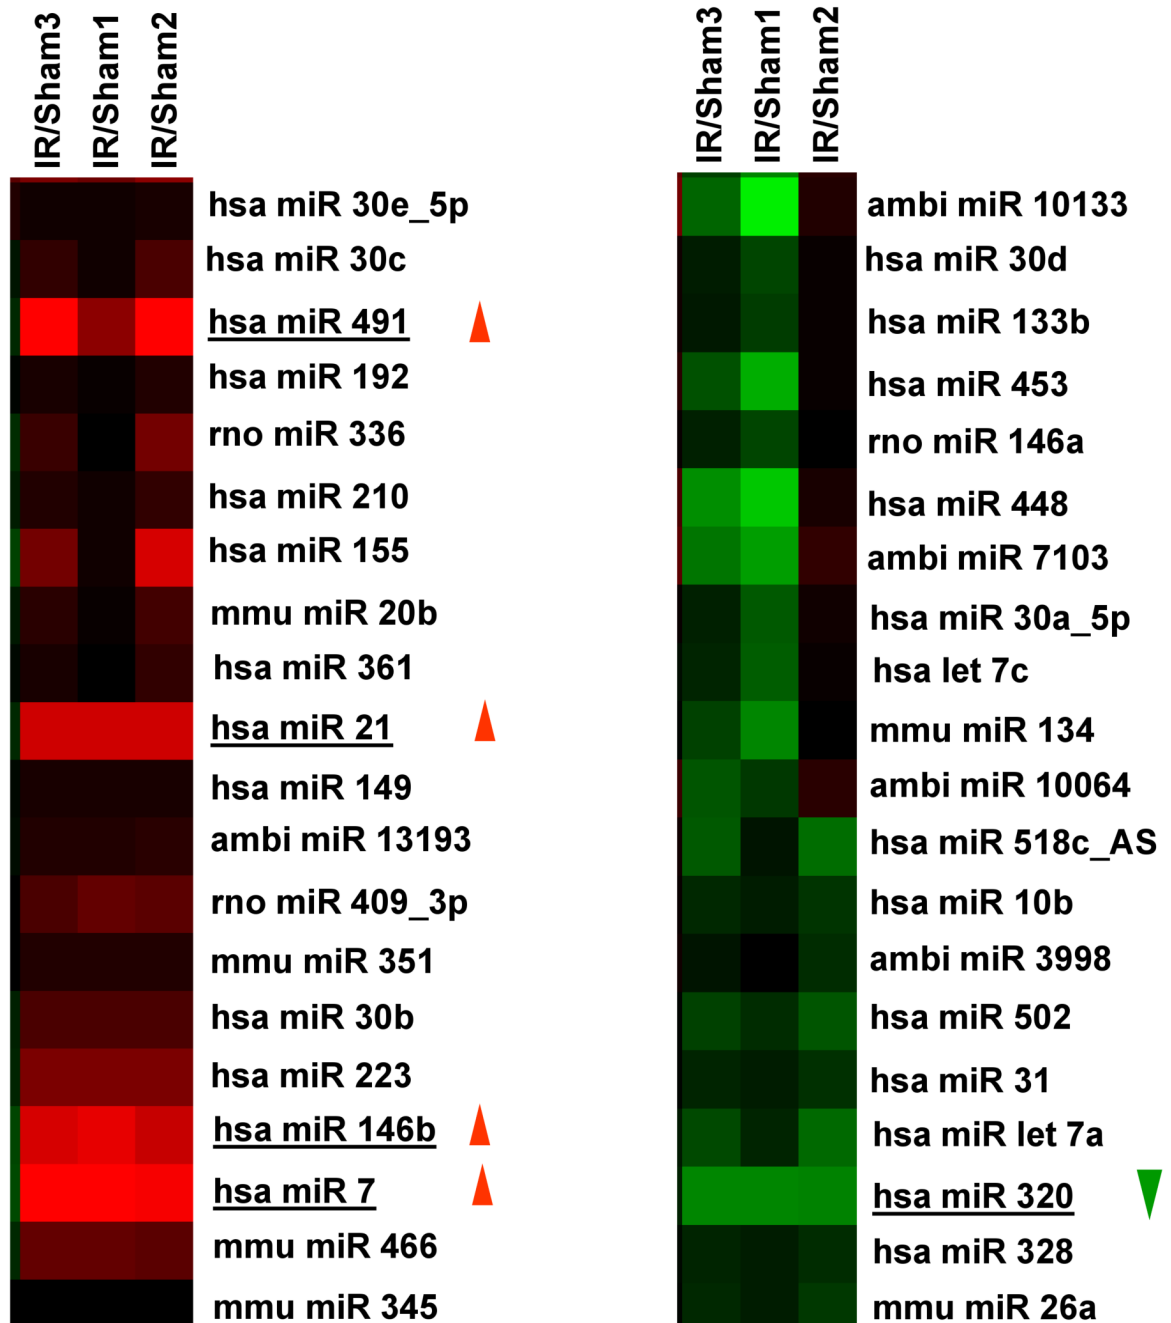 IR/Sham3
IR/Sham1
IR/Sham2
hsa miR 30e_5p
hsa miR 30c
hsa miR 491
hsa miR 192
rno miR 336
hsa miR 210
hsa miR 155
mmu miR 20b
hsa miR 361
hsa miR 21
hsa miR 149
ambi miR 13193
rno miR 409_3p
mmu miR 351
hsa miR 30b
hsa miR 223
hsa miR 146b
hsa miR 7
mmu miR 466
mmu miR 345
IR/Sham3
IR/Sham1
IR/Sham2
ambi miR 10133
hsa miR 30d
hsa miR 133b
hsa miR 453
rno miR 146a
hsa miR 448
ambi miR 7103
hsa miR 30a_5p
hsa let 7c
mmu miR 134
ambi miR 10064
hsa miR 518c_AS
hsa miR 10b
ambi miR 3998
hsa miR 502
hsa miR 31
hsa miR let 7a
hsa miR 320
hsa miR 328
mmu miR 26a